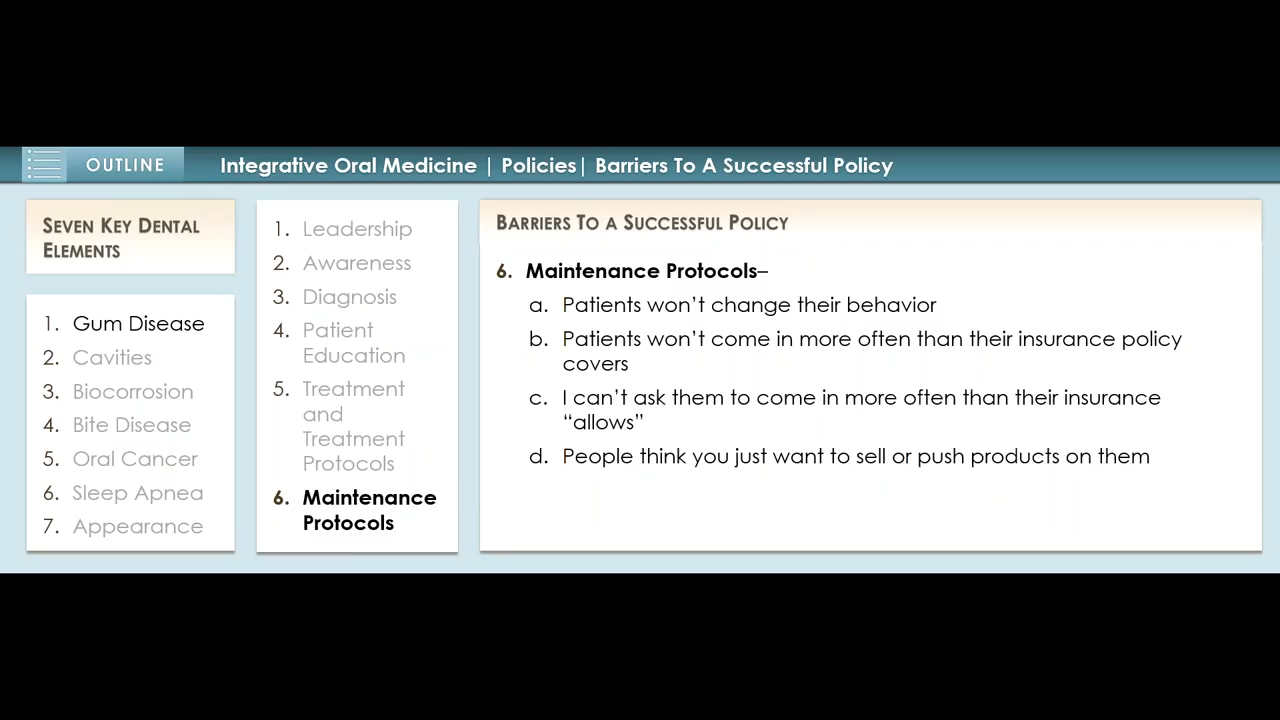 OUTLINE
Integrative Oral Medicine | Policies| Barriers To A Successful Policy
SEVEN KEY DENTAL
ELEMENTS
1. Gum Disease
2. Cavities
3. Biocorrosion
4. Bite Disease
5. Oral Cancer
6. Sleep Apnea
7. Appearance
1. Leadership
2. Awareness
3. Diagnosis
4. Patient
Education
5. Treatment
and
Treatment
Protocols
6. Maintenance
Protocols
BARRIERS TO A SUCCESSFUL POLICY
6. Maintenance Protocols–
a. Patients won’t change their behavior
b. Patients won’t come in more often than their insurance policy
covers
c. I can’t ask them to come in more often than their insurance
“allows”
d. People think you just want to sell or push products on them